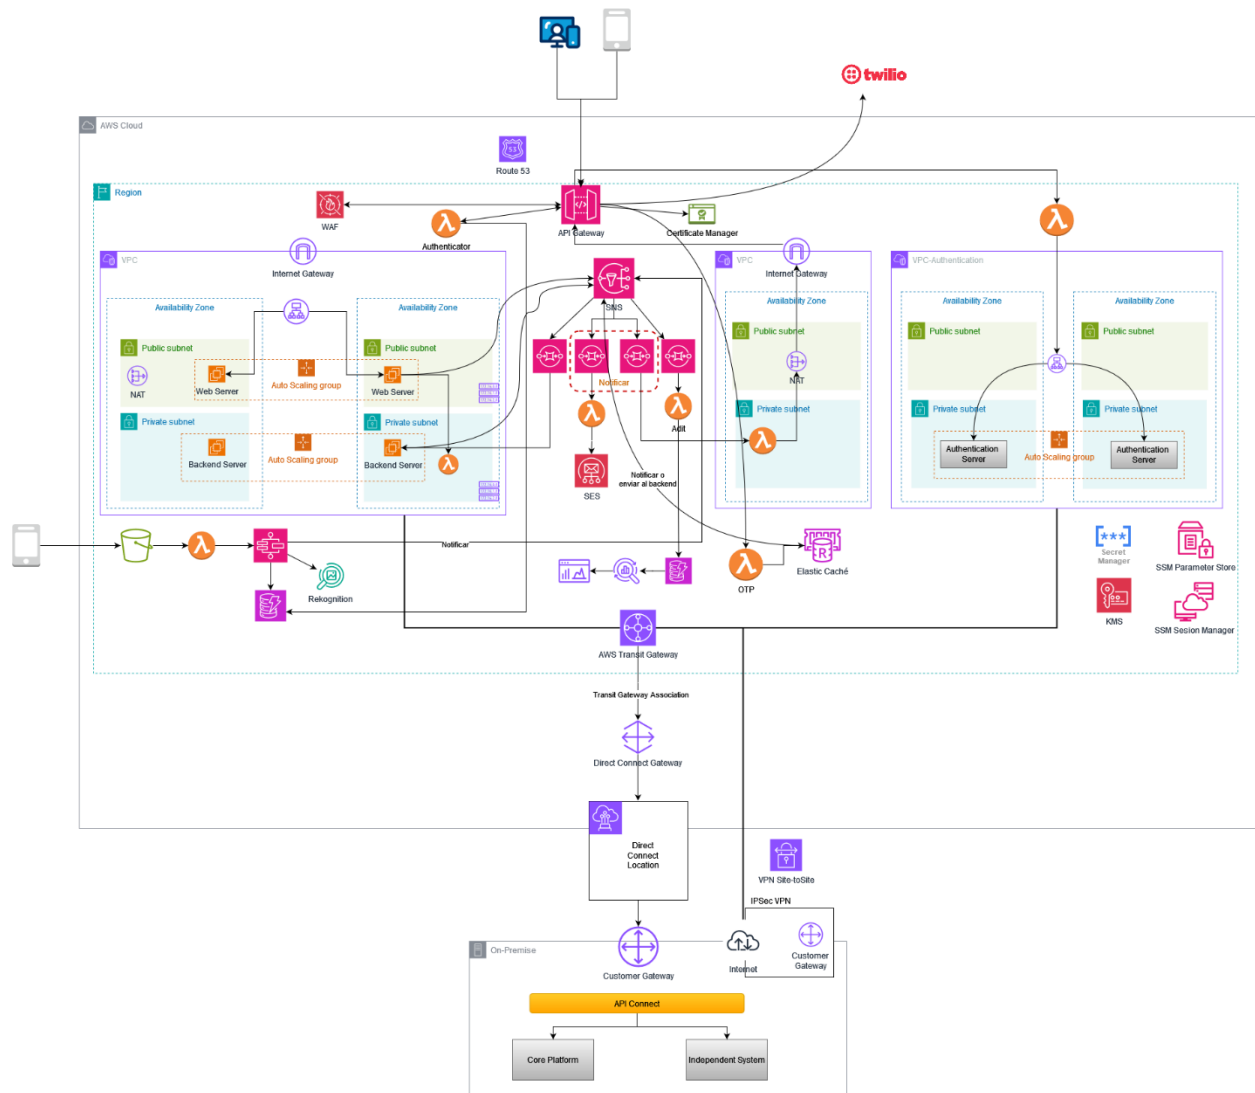 twilio
AWS Cloud
53
Route 53
Region
WAF
Authenticator
API Gateway
Certificate Manager
VPC
Internet Gateway
SNS
VPC
Internet Gateway
VPC-Authentication
Availability Zone
Availability Zone
Availability Zone
Availability Zone
Availability Zone
Public subnet
Public subnet
Public subnet
Public subnet
Public subnet
NAT
Web Server
Auto Scaling group
Web Server
Notificar
NAT
Private subnet
Private subnet
Adit
Private subnet
Private subnet
Private subnet
Backend Server
Auto Scaling group
Backend Server
Authentication
Server
Auto Scaling group
Authentication
Server
SES
Notificar o
enviar al backend
Notificar
Rekognition
OTP
R
Elastic Caché
[***]
Secret
Manager
SSM Parameter Store
KMS
SSM Sesion Manager
AWS Transit Gateway
Transit Gateway Association
Direct Connect Gateway
Direct
Connect
Location
VPN Site-toSite
IPSec VPN
On-Premise
Customer Gateway
Internet
Customer
Gateway
API Connect
Core Platform
Independent System